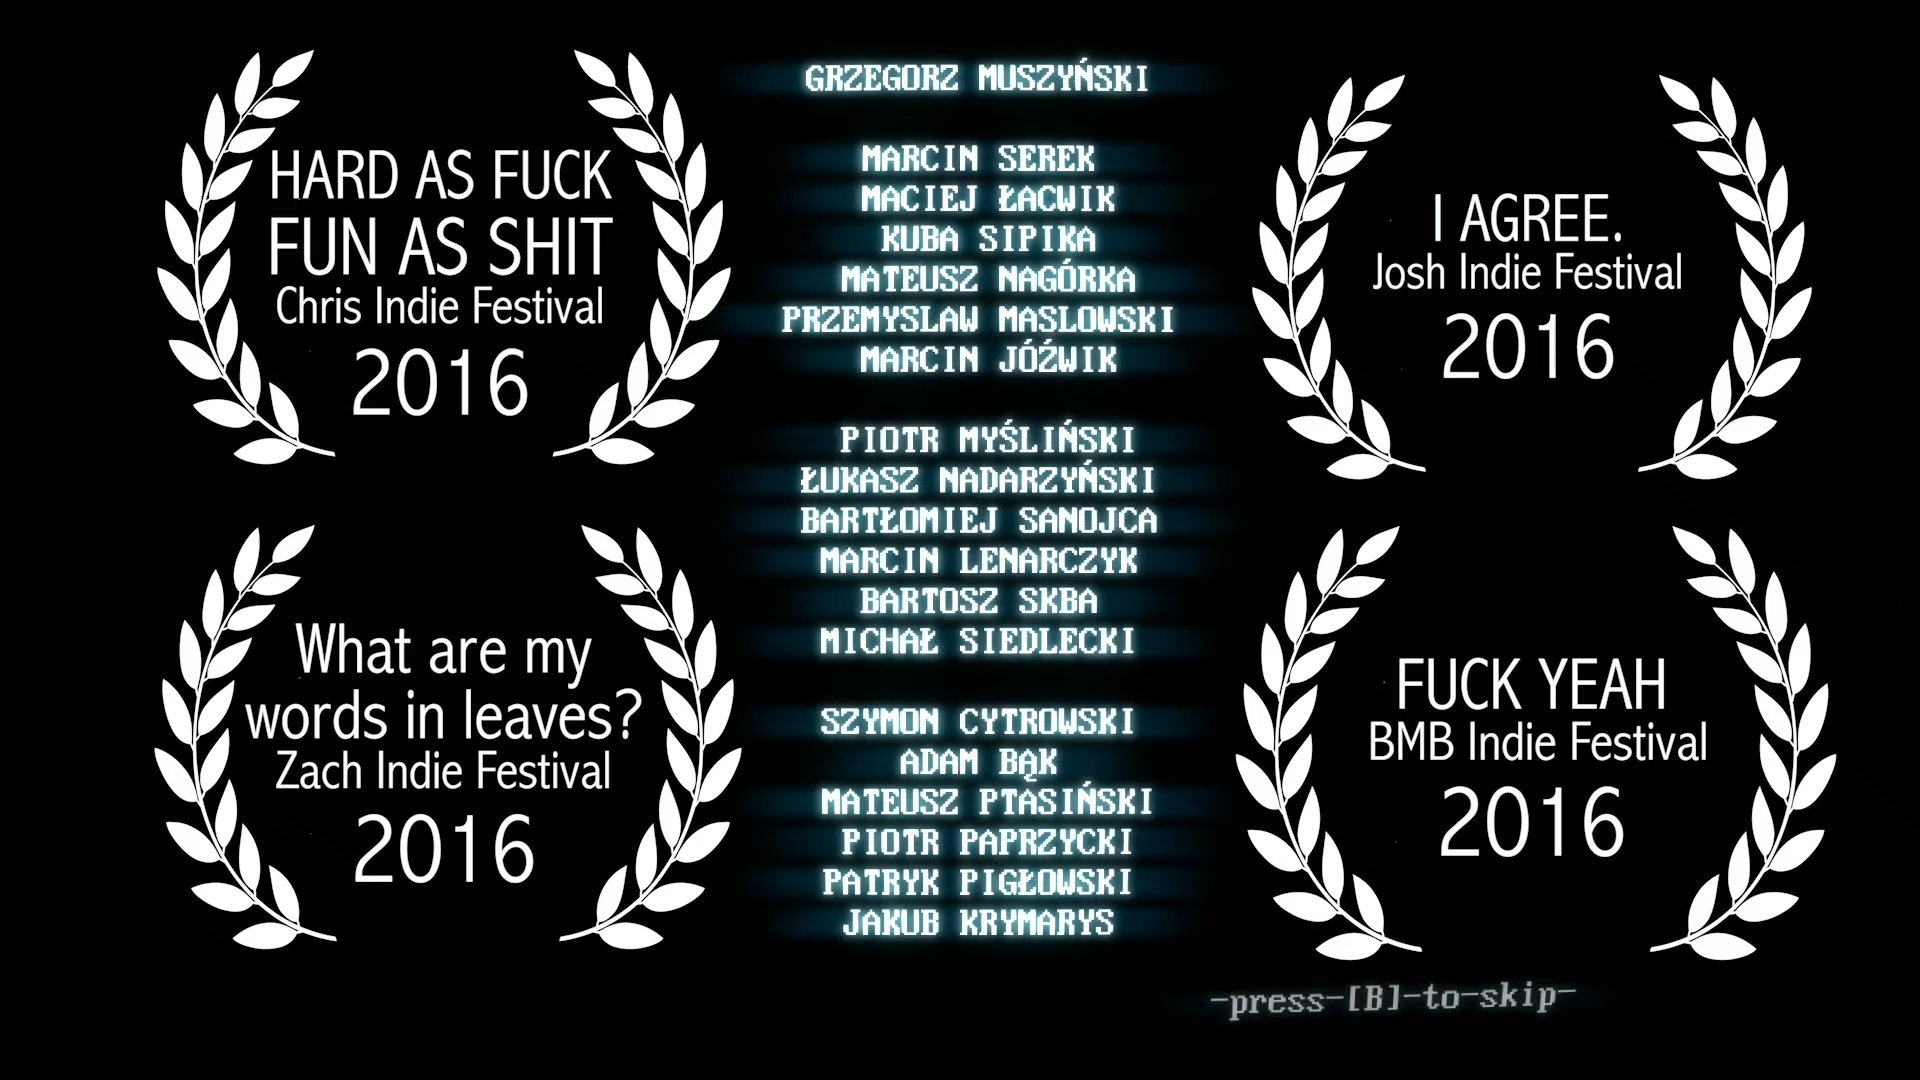 HARD AS FUCK
FUN AS SHIT
Chris Indie Festival
2016
What are my
words in leaves?
Zach Indie Festival
2016
GRZEGORZ MUSZYŃSKI
MARCIN SEREK
MACIEJ ŁACWIK
KUBA SIPIKA
MATEUSZ NAGÓRKA
PRZEMYSLAW MASLOWSKI
MARCIN JÓŹWIK
PIOTR MYŚLIŃSKI
ŁUKASZ NADARZYŃSKI
BARTŁOMIEJ SANOJCA
MARCIN LENARCZYK
BARTOSZ SKBA
MICHAŁ SIEDLECKI
SZYMON CYTROWSKI
ADAM BĄK
MATEUSZ PTASIŃSKI
PIOTR PAPRZYCKI
PATRYK PIGŁOWSKI
JAKUB KRYMARYS
I AGREE.
Josh Indie Festival
2016
FUCK YEAH
BMB Indie Festival
2016
-press-[B]-to-skip-